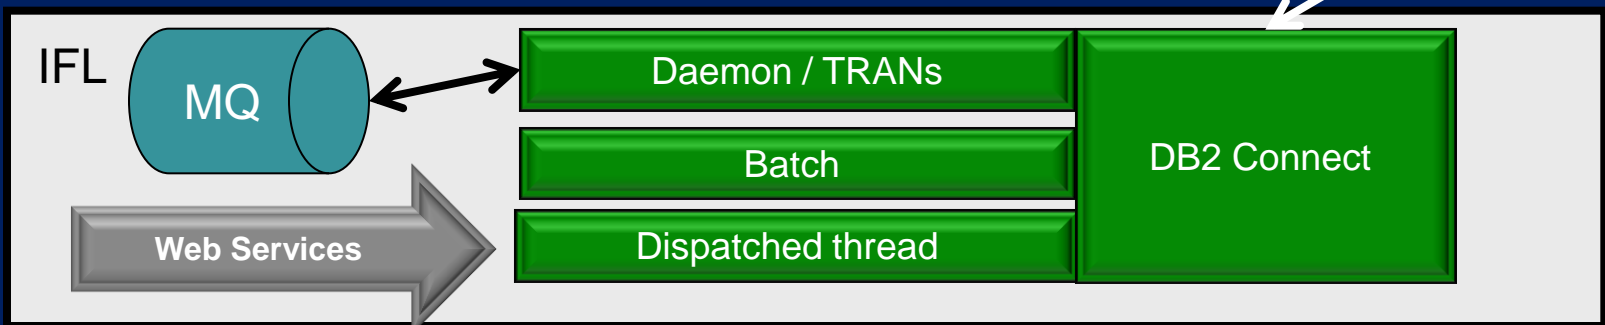 IFL
MQ
Daemon / TRANs
Batch
DB2 Connect
Web Services
Dispatched thread